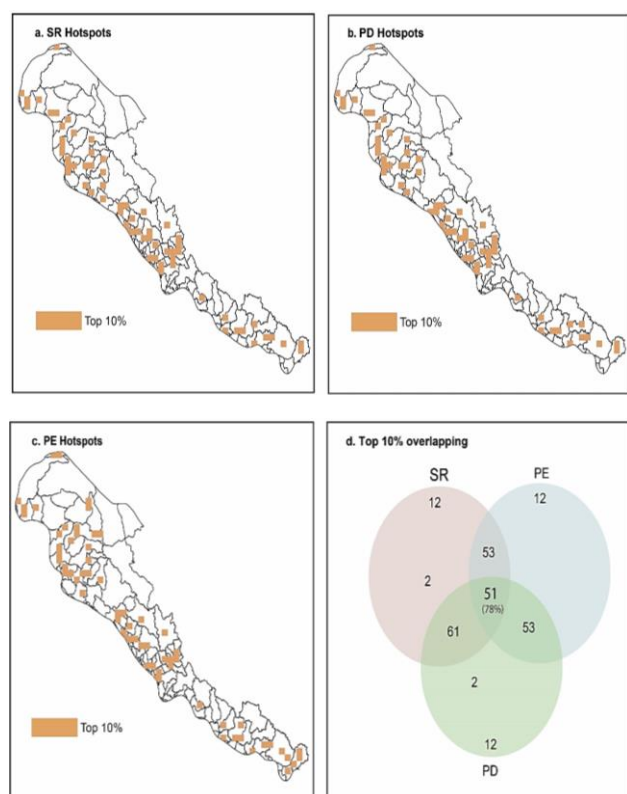 a. SR Hotspots
Top 10%
b. PD Hotspots
Top 10%
c. PE Hotspots
Top 10%
d. Top 10% overlapping
SR
PE
12
12
53
2
51
(78%)
61
53
2
12
PD